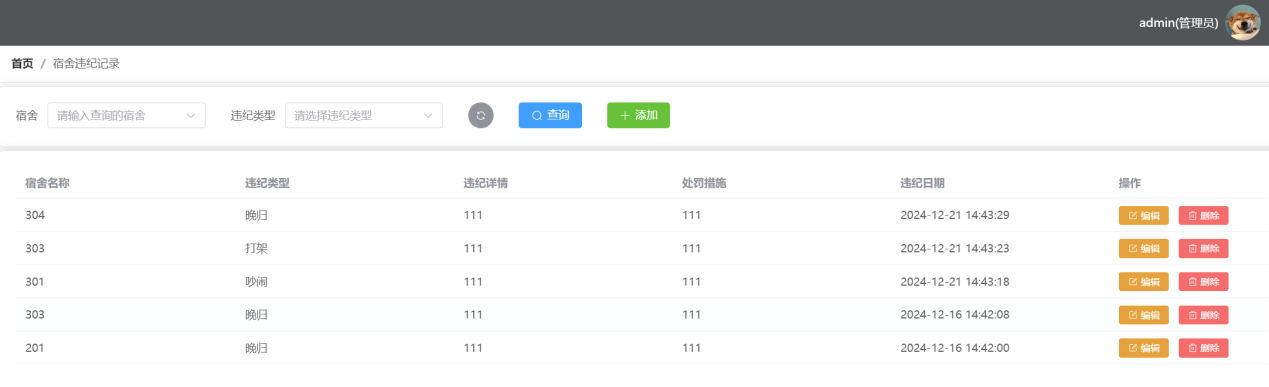 admin(管理员)
首页 / 宿舍违纪记录
宿舍 请输入查询的宿舍 违纪类型 请选择违纪类型 查询 添加
宿舍名称 违纪类型 违纪详情 处罚措施 违纪日期 操作
304 晚归 111 111 2024-12-21 14:43:29 编辑 删除
303 打架 111 111 2024-12-21 14:43:23 编辑 删除
301 吵闹 111 111 2024-12-21 14:43:18 编辑 删除
303 晚归 111 111 2024-12-16 14:42:08 编辑 删除
201 晚归 111 111 2024-12-16 14:42:00 编辑 删除